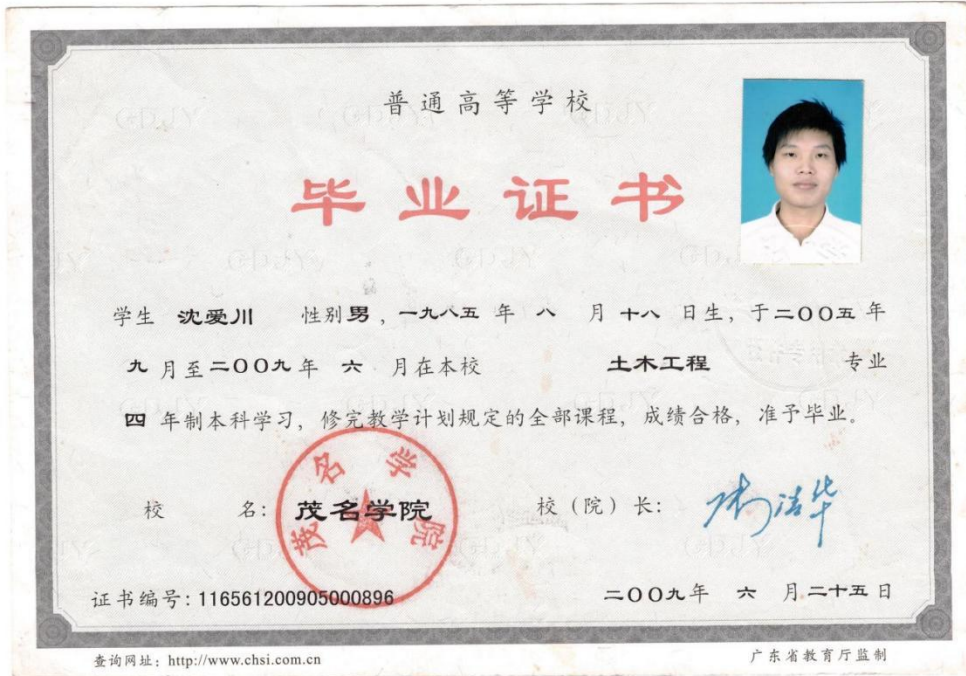 普通高等学校
毕业证书
学生 沈爱川 性别男，一九八五 年 八 月 十八 日生，于二〇〇五 年
九 月至二〇〇九 年 六 月在本校 土木工程 专业
四 年制本科学习，修完教学计划规定的全部课程，成绩合格，准予毕业。
校 名：茂名学院 校（院）长：
茂名学院
证书编号：116561200905000896 二〇〇九 年 六 月 二十五 日
查询网址：http://www.chsi.com.cn 广东省教育厅监制